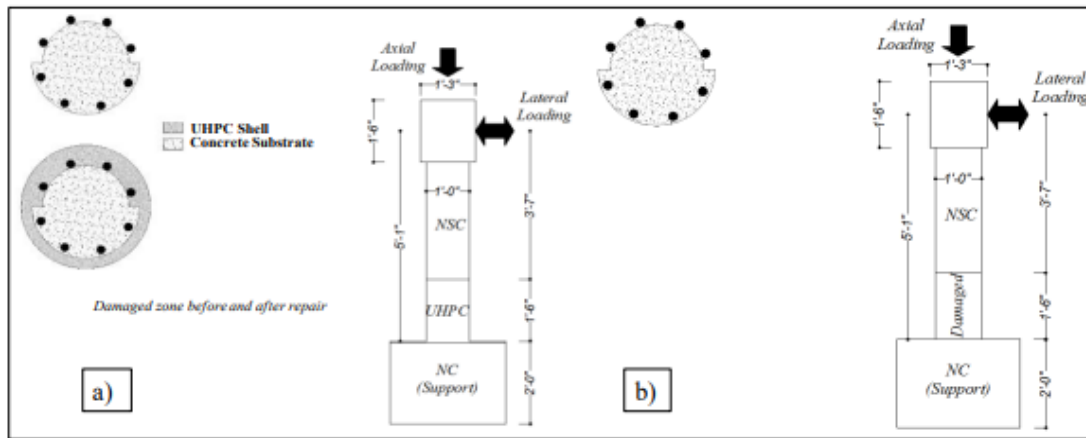 Axial
Loading
1'-3"
Lateral
Loading
1'-6"
UHPC Shell
Concrete Substrate
1'-0"
3'-7"
NSC
5'-1"
Damaged zone before and after repair
UHPC
1'-6"
NC
(Support)
2'-0"
a)
Axial
Loading
1'-3"
Lateral
Loading
1'-6"
1'-0"
3'-7"
NSC
5'-1"
Damaged
1'-6"
NC
(Support)
2'-0"
b)